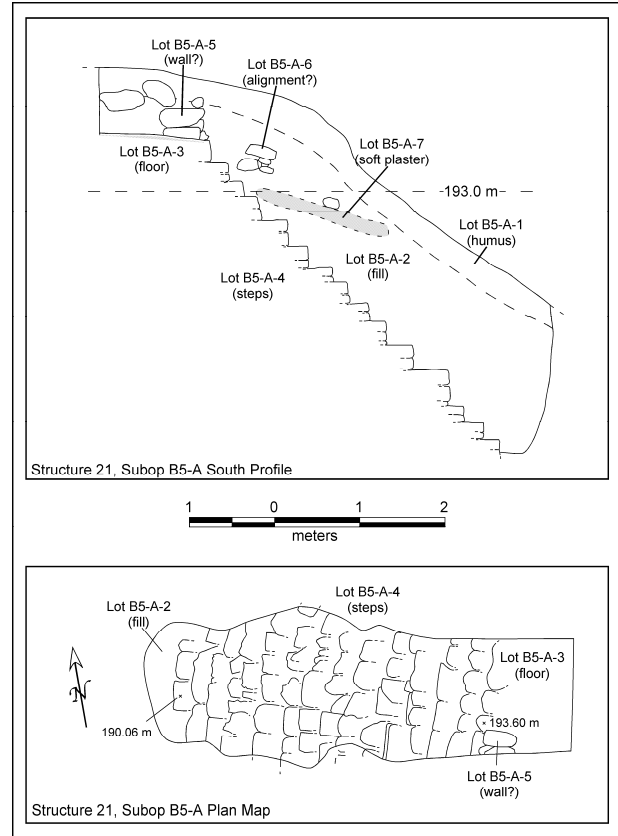 Lot B5-A-5
(wall?)
Lot B5-A-6
(alignment?)
Lot B5-A-3
(floor)
Lot B5-A-7
(soft plaster)
193.0 m
Lot B5-A-1
(humus)
Lot B5-A-2
(fill)
Lot B5-A-4
(steps)
Structure 21, Subop B5-A South Profile
1 0 1 2
meters
Lot B5-A-4
(steps)
Lot B5-A-2
(fill)
Lot B5-A-3
(floor)
N
190.06 m
193.60 m
Lot B5-A-5
(wall?)
Structure 21, Subop B5-A Plan Map